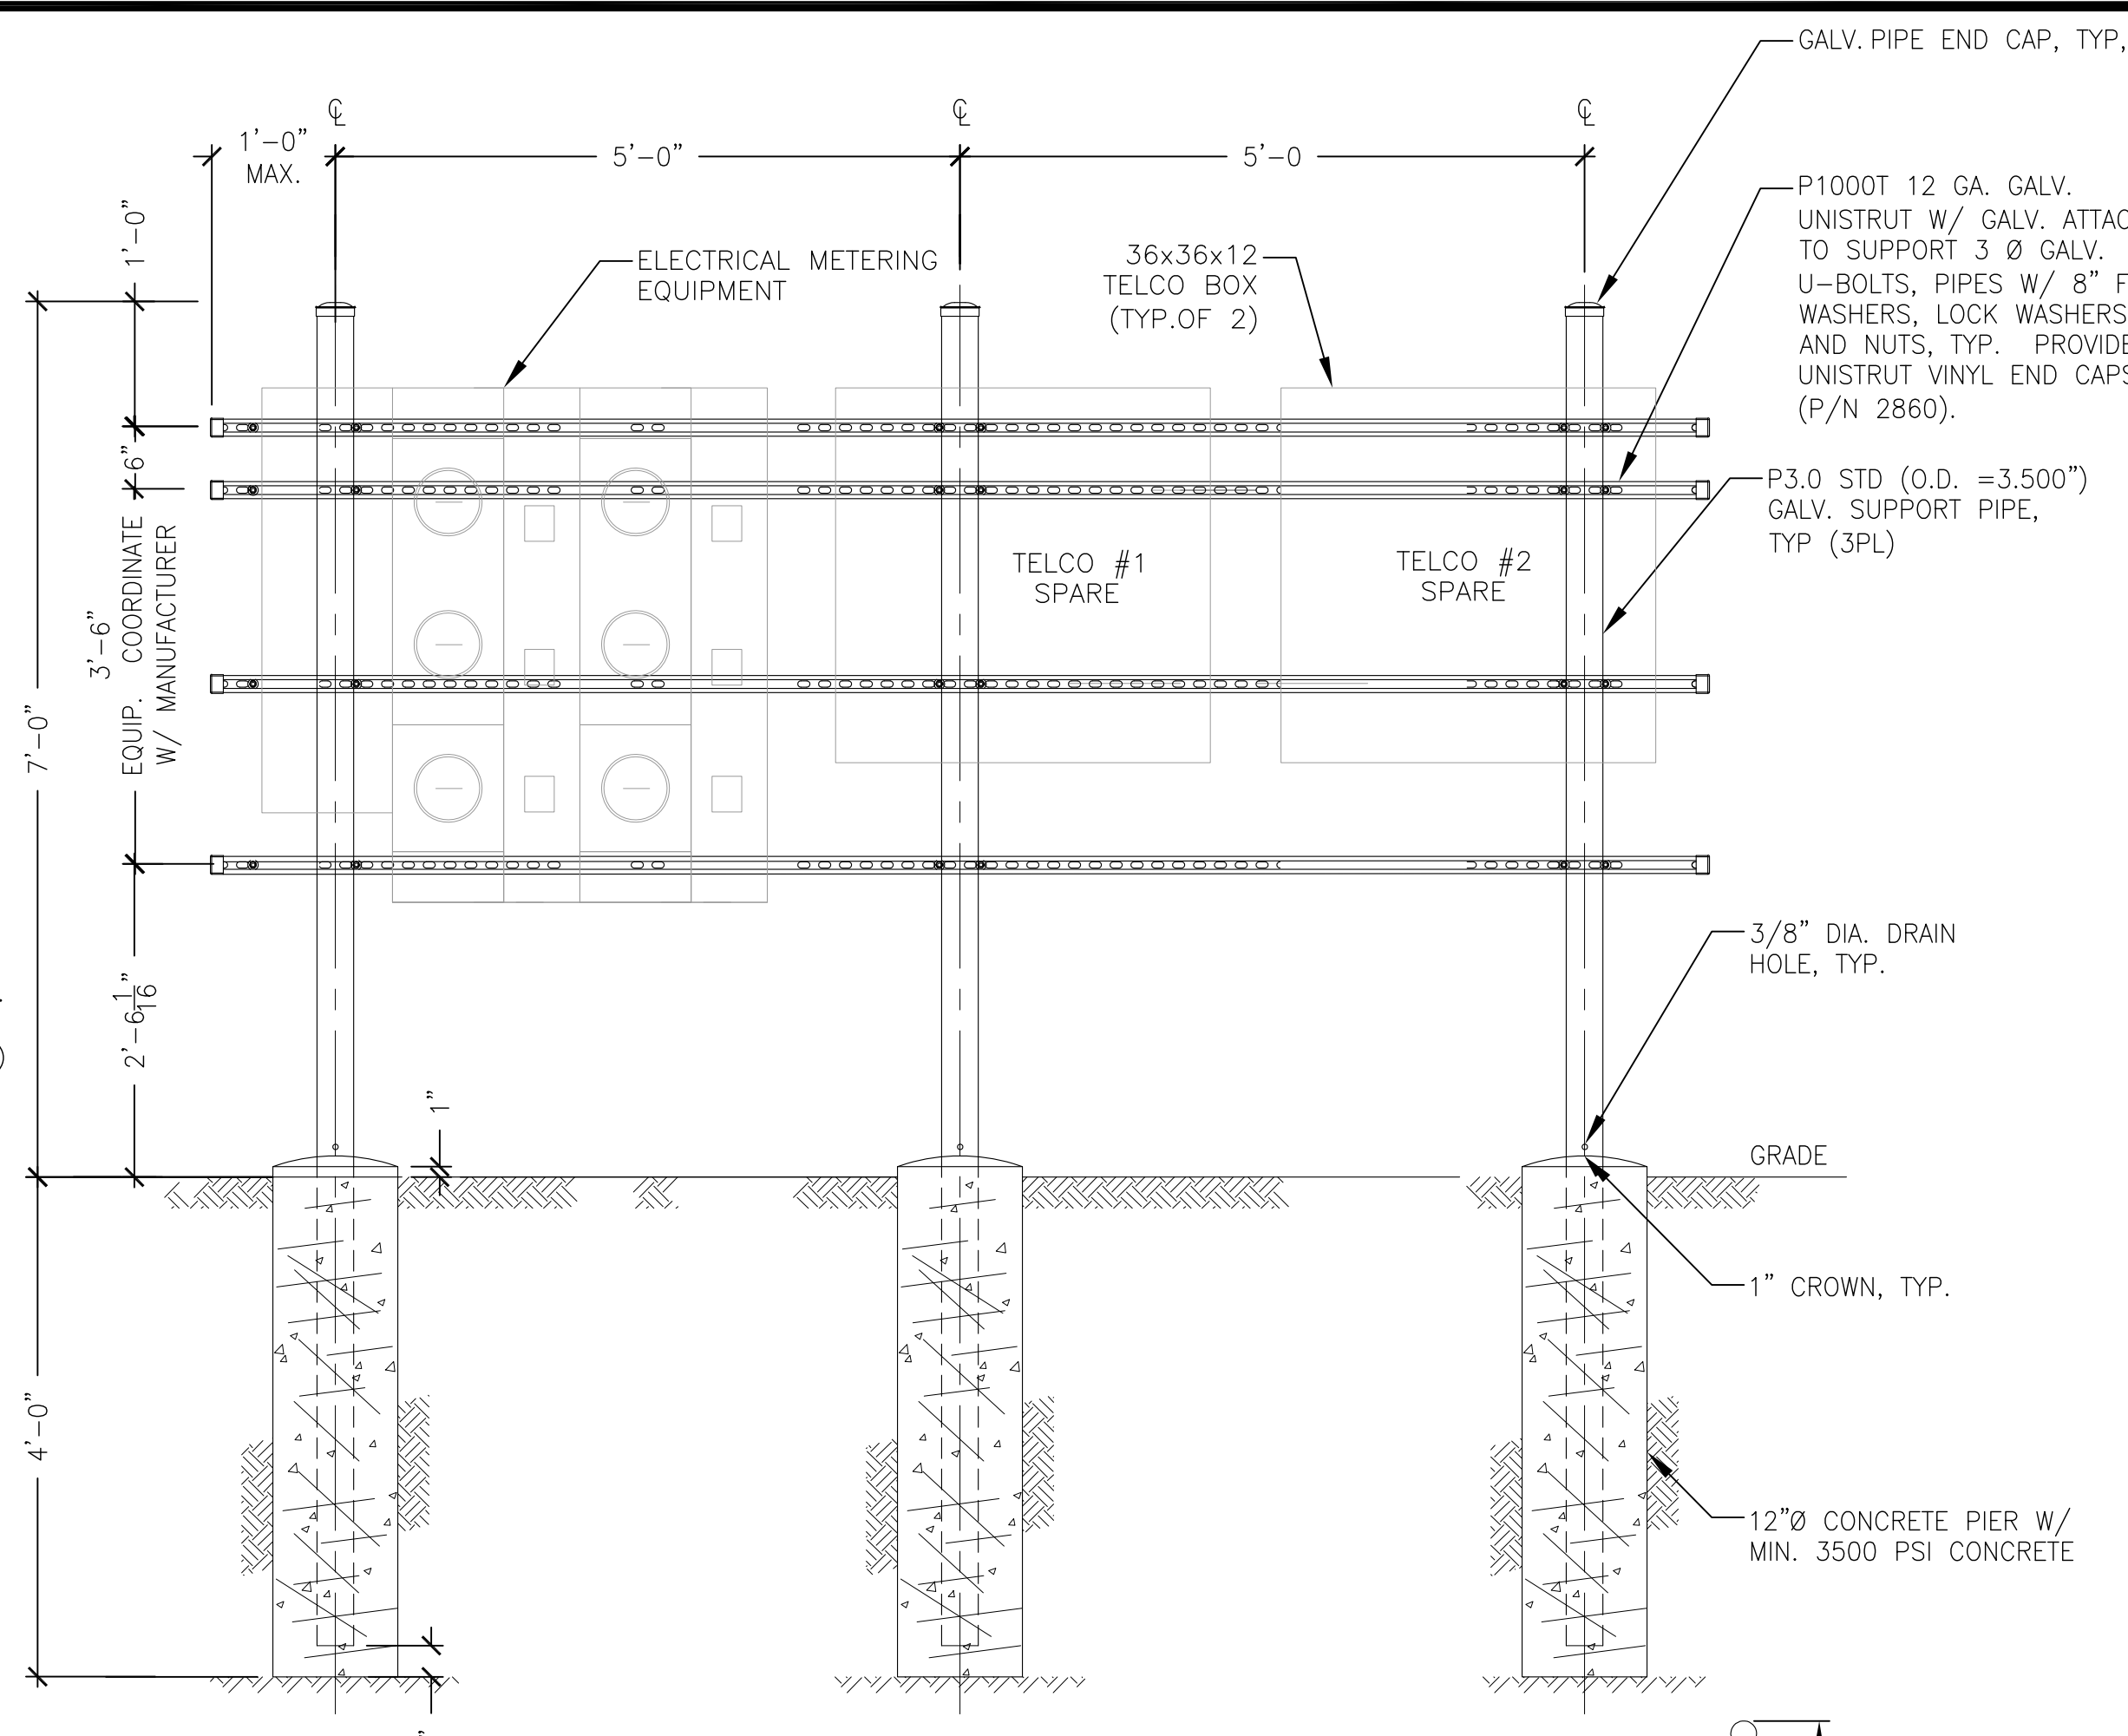 GALV. PIPE END CAP, TYP,
℄
℄
℄
1'-0"
MAX.
5'-0"
5'-0
P1000T 12 GA. GALV.
UNISTRUT W/ GALV. ATTAC
TO SUPPORT 3 Ø GALV.
U-BOLTS, PIPES W/ 8" F
WASHERS, LOCK WASHERS
AND NUTS, TYP. PROVIDE
UNISTRUT VINYL END CAPS
(P/N 2860).
1'-0"
ELECTRICAL METERING
EQUIPMENT
36x36x12
TELCO BOX
(TYP.OF 2)
6"
P3.0 STD (O.D. =3.500")
GALV. SUPPORT PIPE,
TYP (3PL)
3'-6"
EQUIP. COORDINATE
W/ MANUFACTURER
TELCO #1
SPARE
TELCO #2
SPARE
7'-0"
3/8" DIA. DRAIN
HOLE, TYP.
2'-6 1/16"
1"
GRADE
1" CROWN, TYP.
4'-0"
12"Ø CONCRETE PIER W/
MIN. 3500 PSI CONCRETE